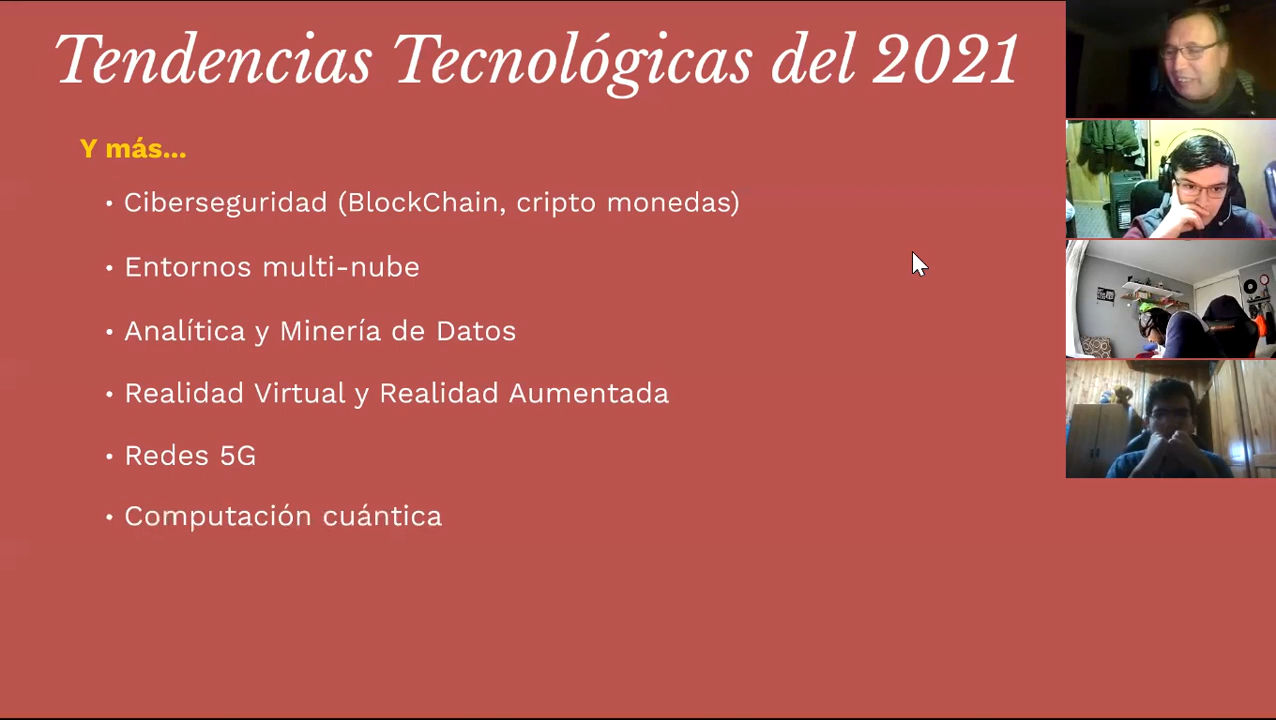 Tendencias Tecnológicas del 2021
Y más...
• Ciberseguridad (BlockChain, cripto monedas)
• Entornos multi-nube
• Analítica y Minería de Datos
• Realidad Virtual y Realidad Aumentada
• Redes 5G
• Computación cuántica